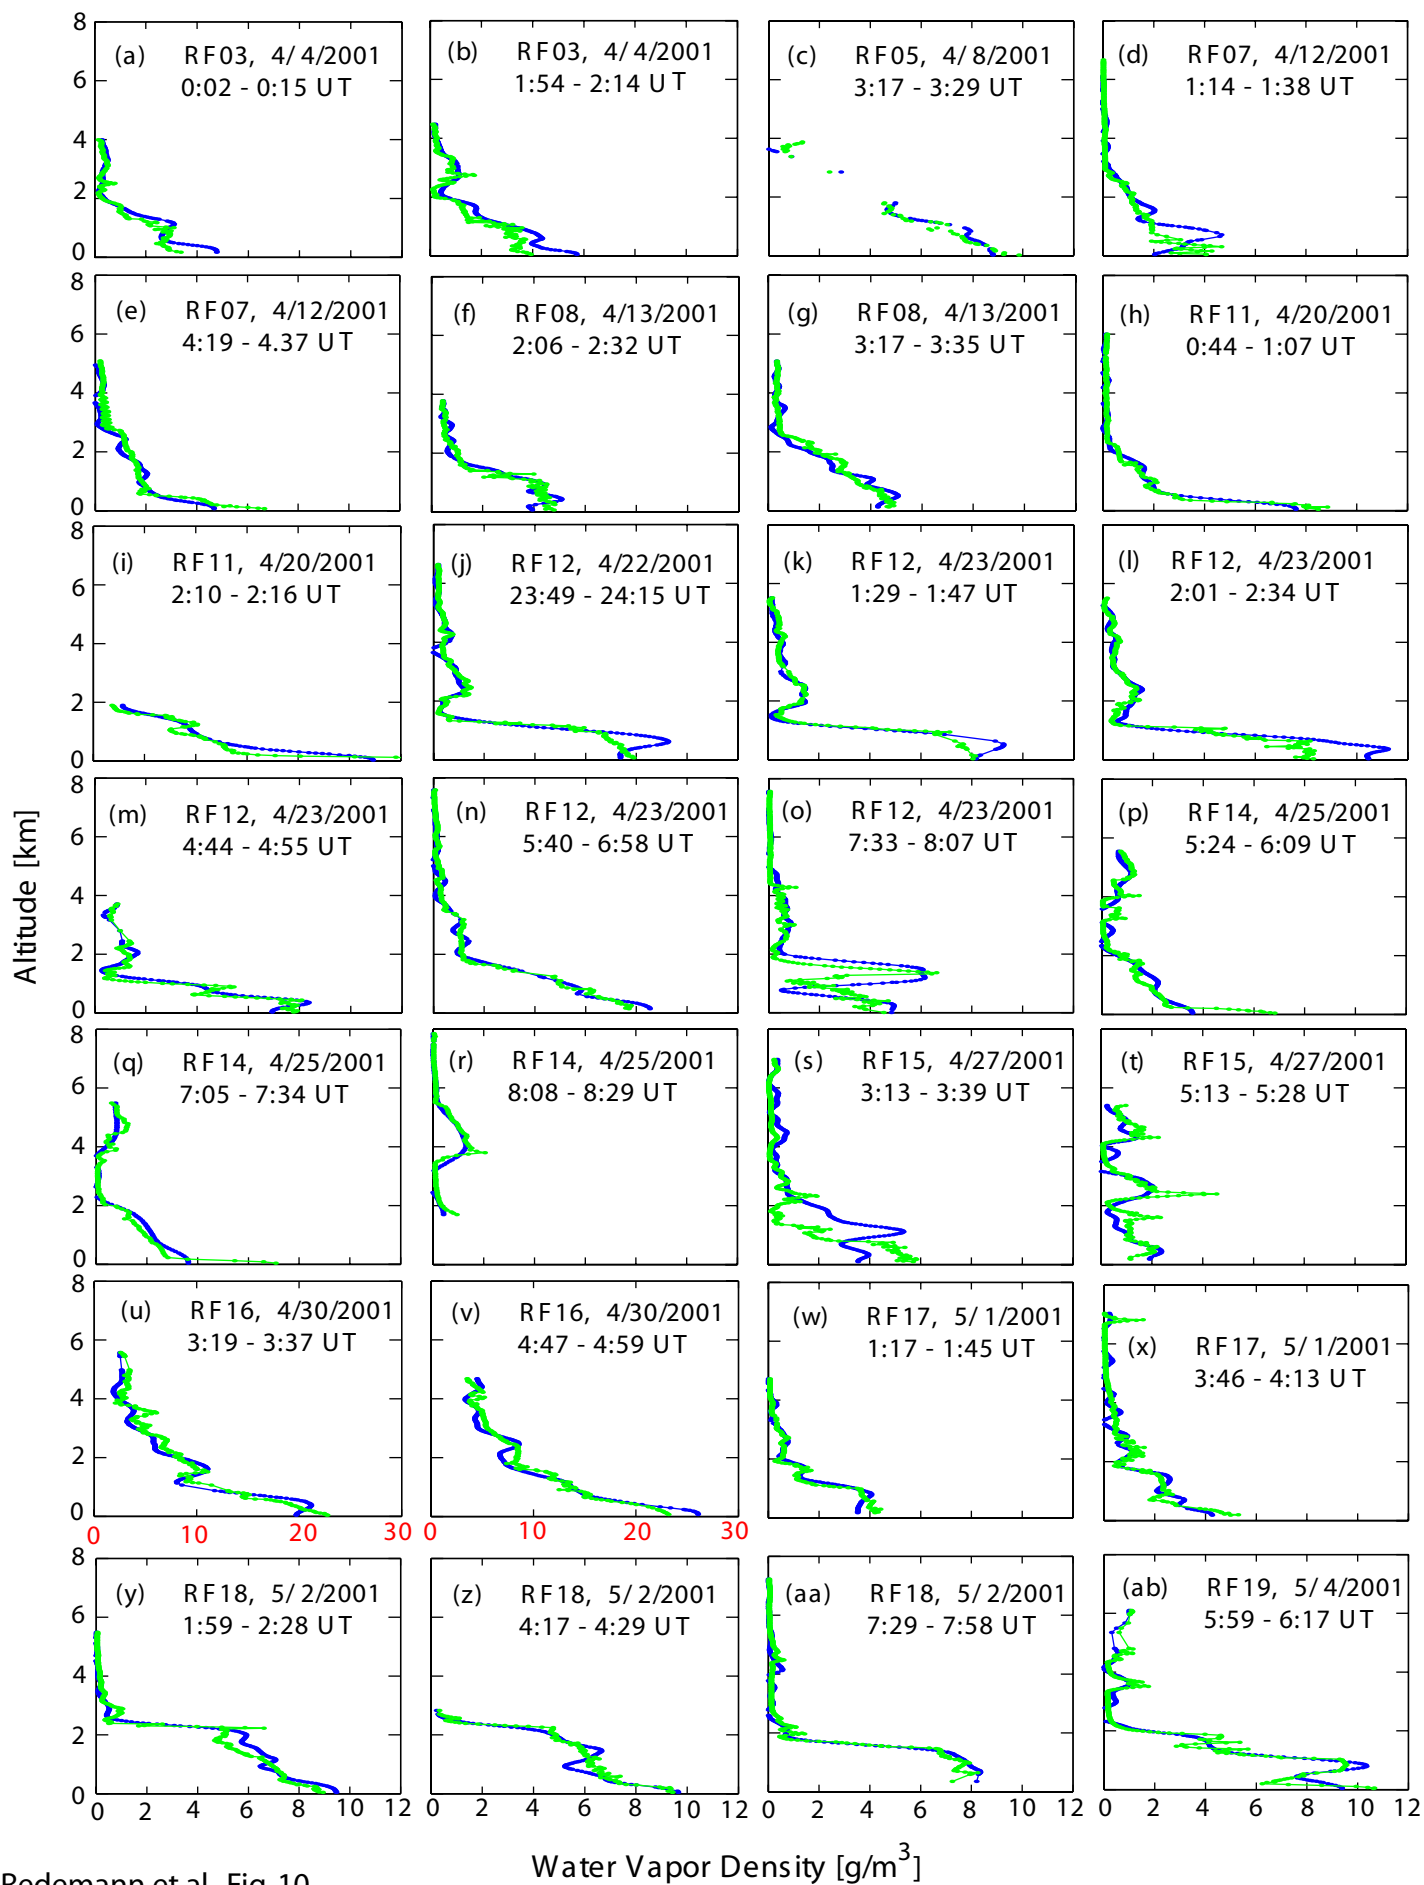 8
(a) RF03, 4/ 4/2001
0:02 - 0:15 UT
(b) RF03, 4/ 4/2001
1:54 - 2:14 UT
(c) RF05, 4/ 8/2001
3:17 - 3:29 UT
(d) RF07, 4/12/2001
1:14 - 1:38 UT
6
4
2
0
8
(e) RF07, 4/12/2001
4:19 - 4.37 UT
(f) RF08, 4/13/2001
2:06 - 2:32 UT
(g) RF08, 4/13/2001
3:17 - 3:35 UT
(h) RF11, 4/20/2001
0:44 - 1:07 UT
6
4
2
0
8
(i) RF11, 4/20/2001
2:10 - 2:16 UT
(j) RF12, 4/22/2001
23:49 - 24:15 UT
(k) RF12, 4/23/2001
1:29 - 1:47 UT
(l) RF12, 4/23/2001
2:01 - 2:34 UT
6
4
2
0
8
(m) RF12, 4/23/2001
4:44 - 4:55 UT
(n) RF12, 4/23/2001
5:40 - 6:58 UT
(o) RF12, 4/23/2001
7:33 - 8:07 UT
(p) RF14, 4/25/2001
5:24 - 6:09 UT
6
4
2
0
Altitude [km]
8
(q) RF14, 4/25/2001
7:05 - 7:34 UT
(r) RF14, 4/25/2001
8:08 - 8:29 UT
(s) RF15, 4/27/2001
3:13 - 3:39 UT
(t) RF15, 4/27/2001
5:13 - 5:28 UT
6
4
2
0
8
(u) RF16, 4/30/2001
3:19 - 3:37 UT
(v) RF16, 4/30/2001
4:47 - 4:59 UT
(w) RF17, 5/ 1/2001
1:17 - 1:45 UT
(x) RF17, 5/ 1/2001
3:46 - 4:13 UT
6
4
2
0
0 10 20 30 0 10 20 30
8
(y) RF18, 5/ 2/2001
1:59 - 2:28 UT
(z) RF18, 5/ 2/2001
4:17 - 4:29 UT
(aa) RF18, 5/ 2/2001
7:29 - 7:58 UT
(ab) RF19, 5/ 4/2001
5:59 - 6:17 UT
6
4
2
0
0 2 4 6 8 10 12 0 2 4 6 8 10 12 0 2 4 6 8 10 12 0 2 4 6 8 10 12
Water Vapor Density [g/m3]
Redemann et al. Fig. 10